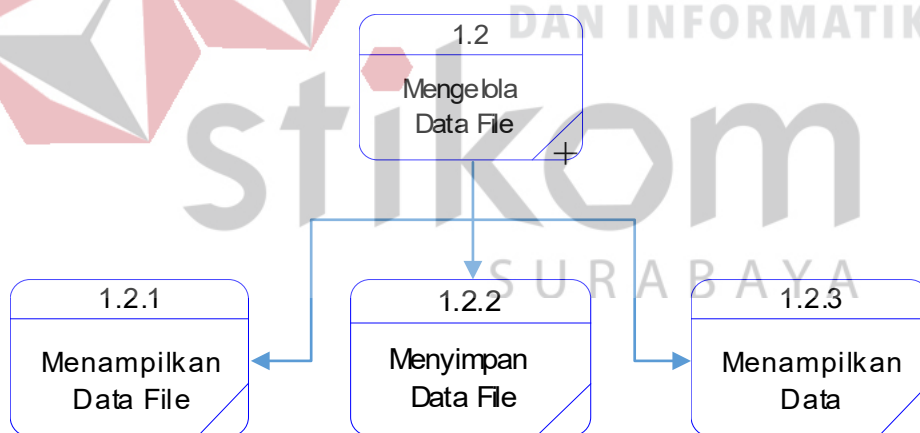 DAN INFORMATIK
1.2
Mengelola
Data File
stikom
SURABAYA
1.2.1
Menampilkan
Data File
1.2.2
Menyimpan
Data File
1.2.3
Menampilkan
Data